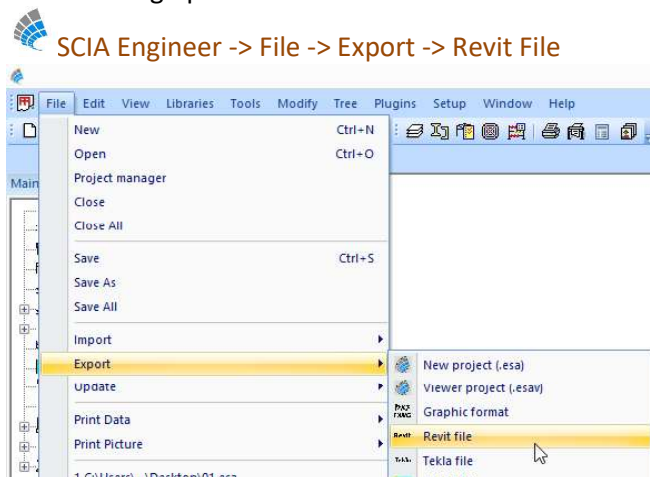 SCIA Engineer -> File -> Export -> Revit File
File Edit View Libraries Tools Modify Tree Plugins Setup Window Help
New Ctrl+N
Open Ctrl+O
Main
Project manager
Close
Close All
Save Ctrl+S
Save As
Save All
Import
Export
New project (.esa)
Update
Viewer project (.esav)
Print Data
Graphic format
Print Picture
Revit Revit file
Tekla Tekla file